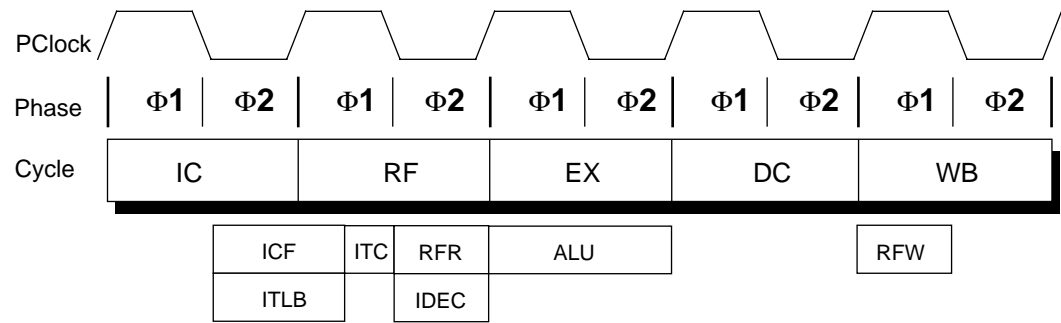 PClock
Phase Φ1 Φ2 Φ1 Φ2 Φ1 Φ2 Φ1 Φ2 Φ1 Φ2
Cycle IC RF EX DC WB
ICF ITC RFR ALU RFW
ITLB IDEC